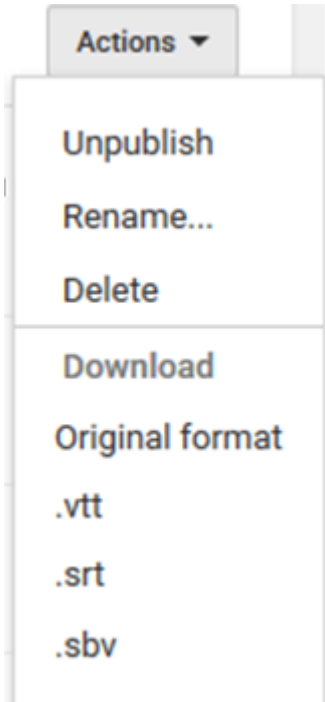 Actions
Unpublish
Rename...
Delete
Download
Original format
.vtt
.srt
.sbv